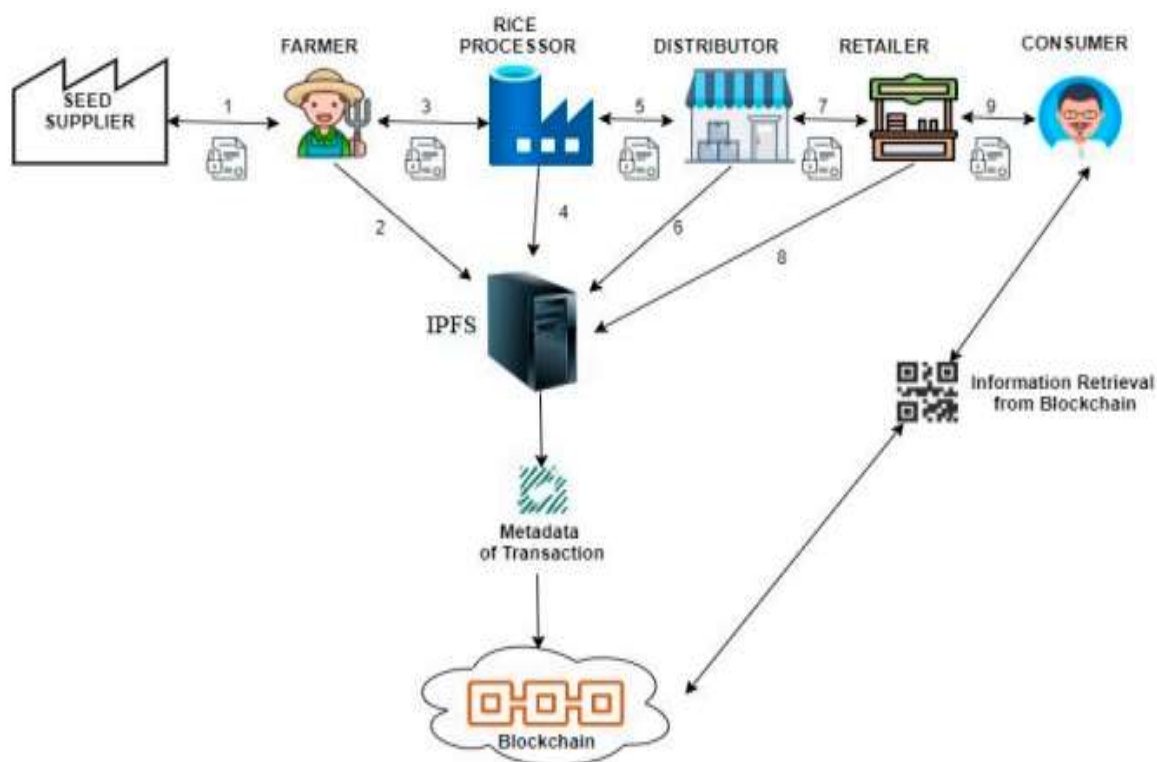 RICE
FARMER
PROCESSOR
DISTRIBUTOR
RETAILER
CONSUMER
SEED
SUPPLIER
1
3
5
7
9
2
4
6
8
IPFS
Information Retrieval
from Blockchain
Metadata
of Transaction
Blockchain